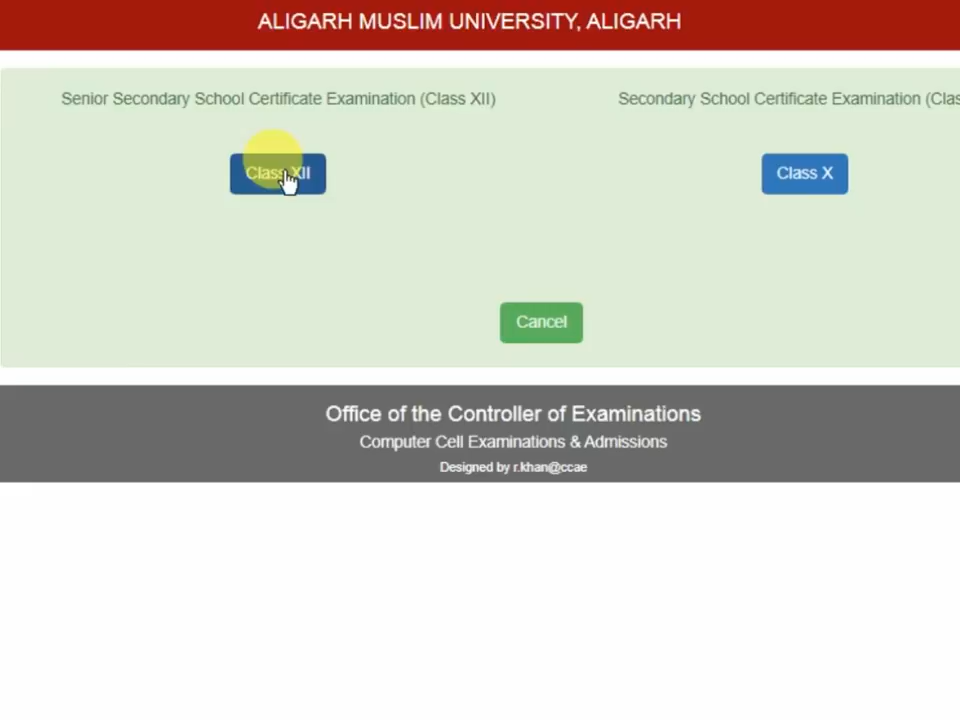 ALIGARH MUSLIM UNIVERSITY, ALIGARH
Senior Secondary School Certificate Examination (Class XII)
Secondary School Certificate Examination (Clas
Class XII
Class X
Cancel
Office of the Controller of Examinations
Computer Cell Examinations & Admissions
Designed by r.khan@ccae